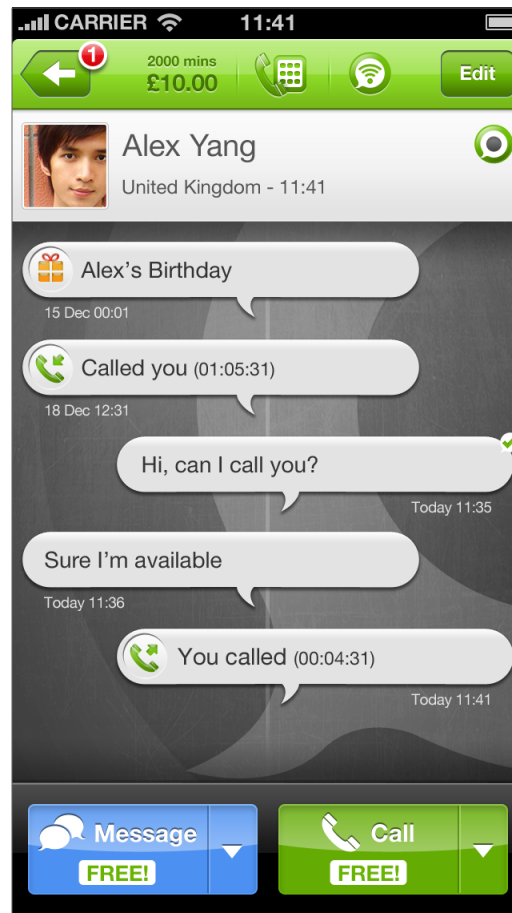 CARRIER 11:41
1
2000 mins
£10.00
Edit
Alex Yang
United Kingdom - 11:41
Alex’s Birthday
15 Dec 00:01
Called you (01:05:31)
18 Dec 12:31
Hi, can I call you?
Today 11:35
Sure I’m available
Today 11:36
You called (00:04:31)
Today 11:41
Message
FREE!
Call
FREE!